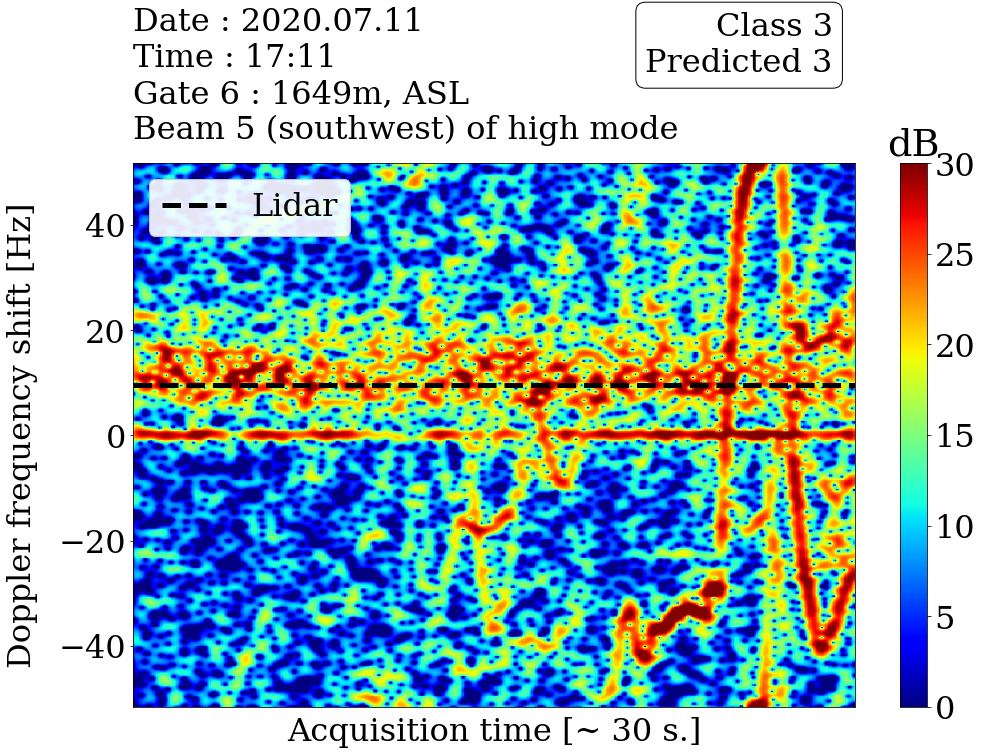 Date : 2020.07.11
Time : 17:11
Gate 6 : 1649m, ASL
Beam 5 (southwest) of high mode
Class 3
Predicted 3
dB
Lidar
Doppler frequency shift [Hz]
40
20
0
−20
−40
30
25
20
15
10
5
0
Acquisition time [~ 30 s.]